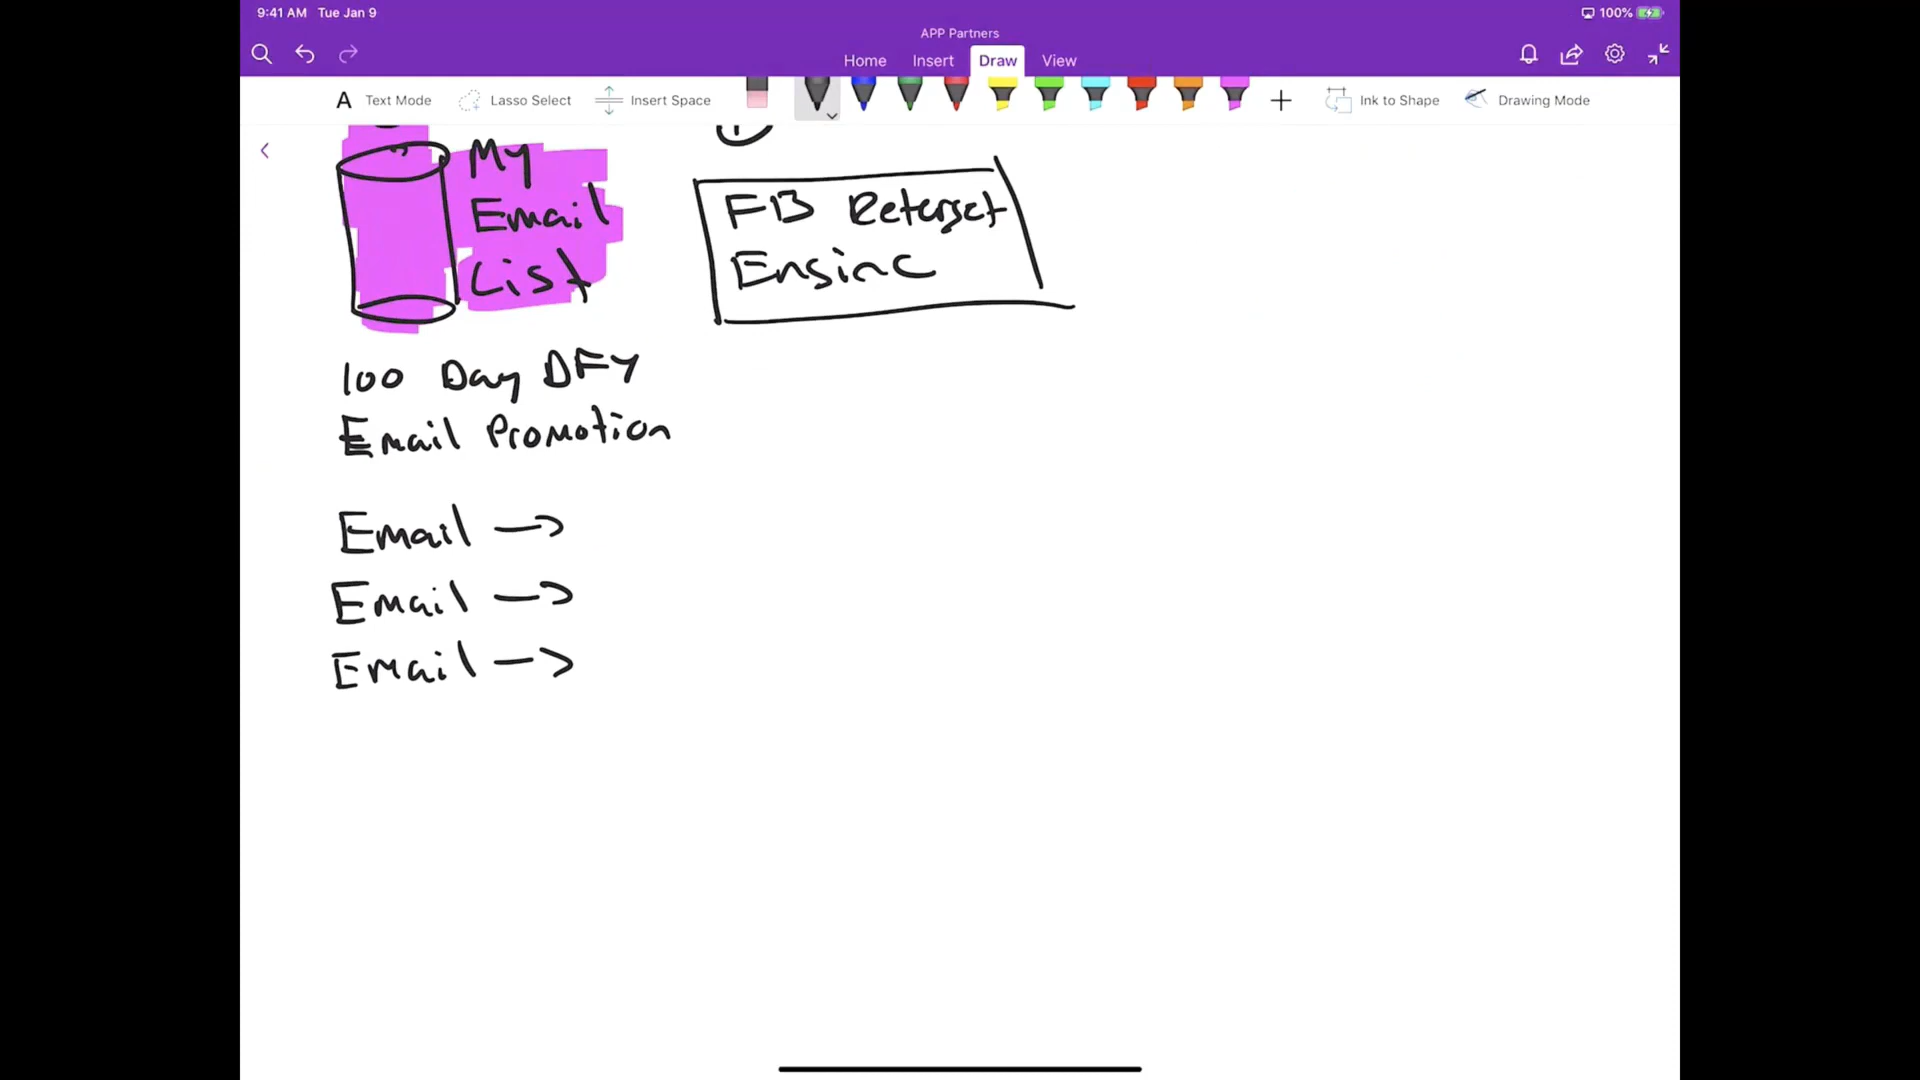 9:41 AM Tue Jan 9
100%
APP Partners
Home Insert Draw View
Text Mode Lasso Select Insert Space Ink to Shape Drawing Mode
My
Email
List
FB Retarget
Engine
100 Day DFY
Email Promotion
Email →
Email →
Email →